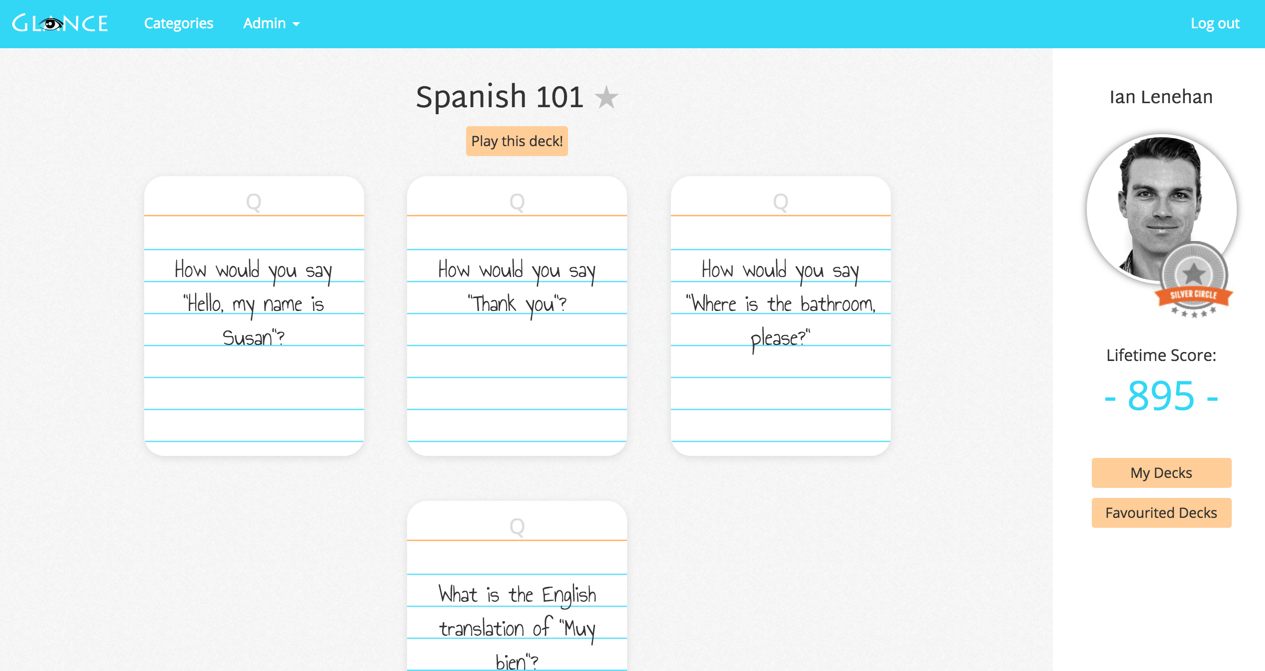 GLANCE
Categories
Admin
Log out
Spanish 101
Play this deck!
Q
How would you say
"Hello, my name is
Susan"?
Q
How would you say
"Thank you"?
Q
How would you say
"Where is the bathroom,
please?"
Q
What is the English
translation of "Muy
bien"?
Ian Lenehan
SILVER CIRCLE
Lifetime Score:
- 895 -
My Decks
Favourited Decks